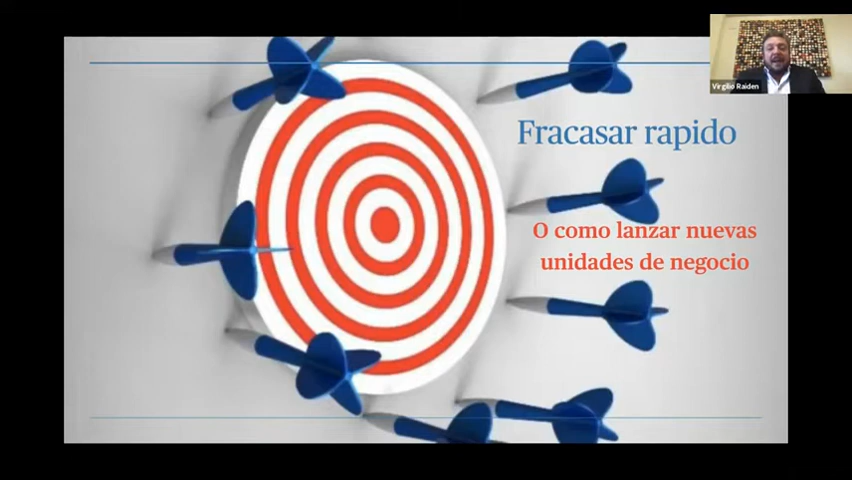 Virgilio Raiden
Fracasar rapido
O como lanzar nuevas
unidades de negocio